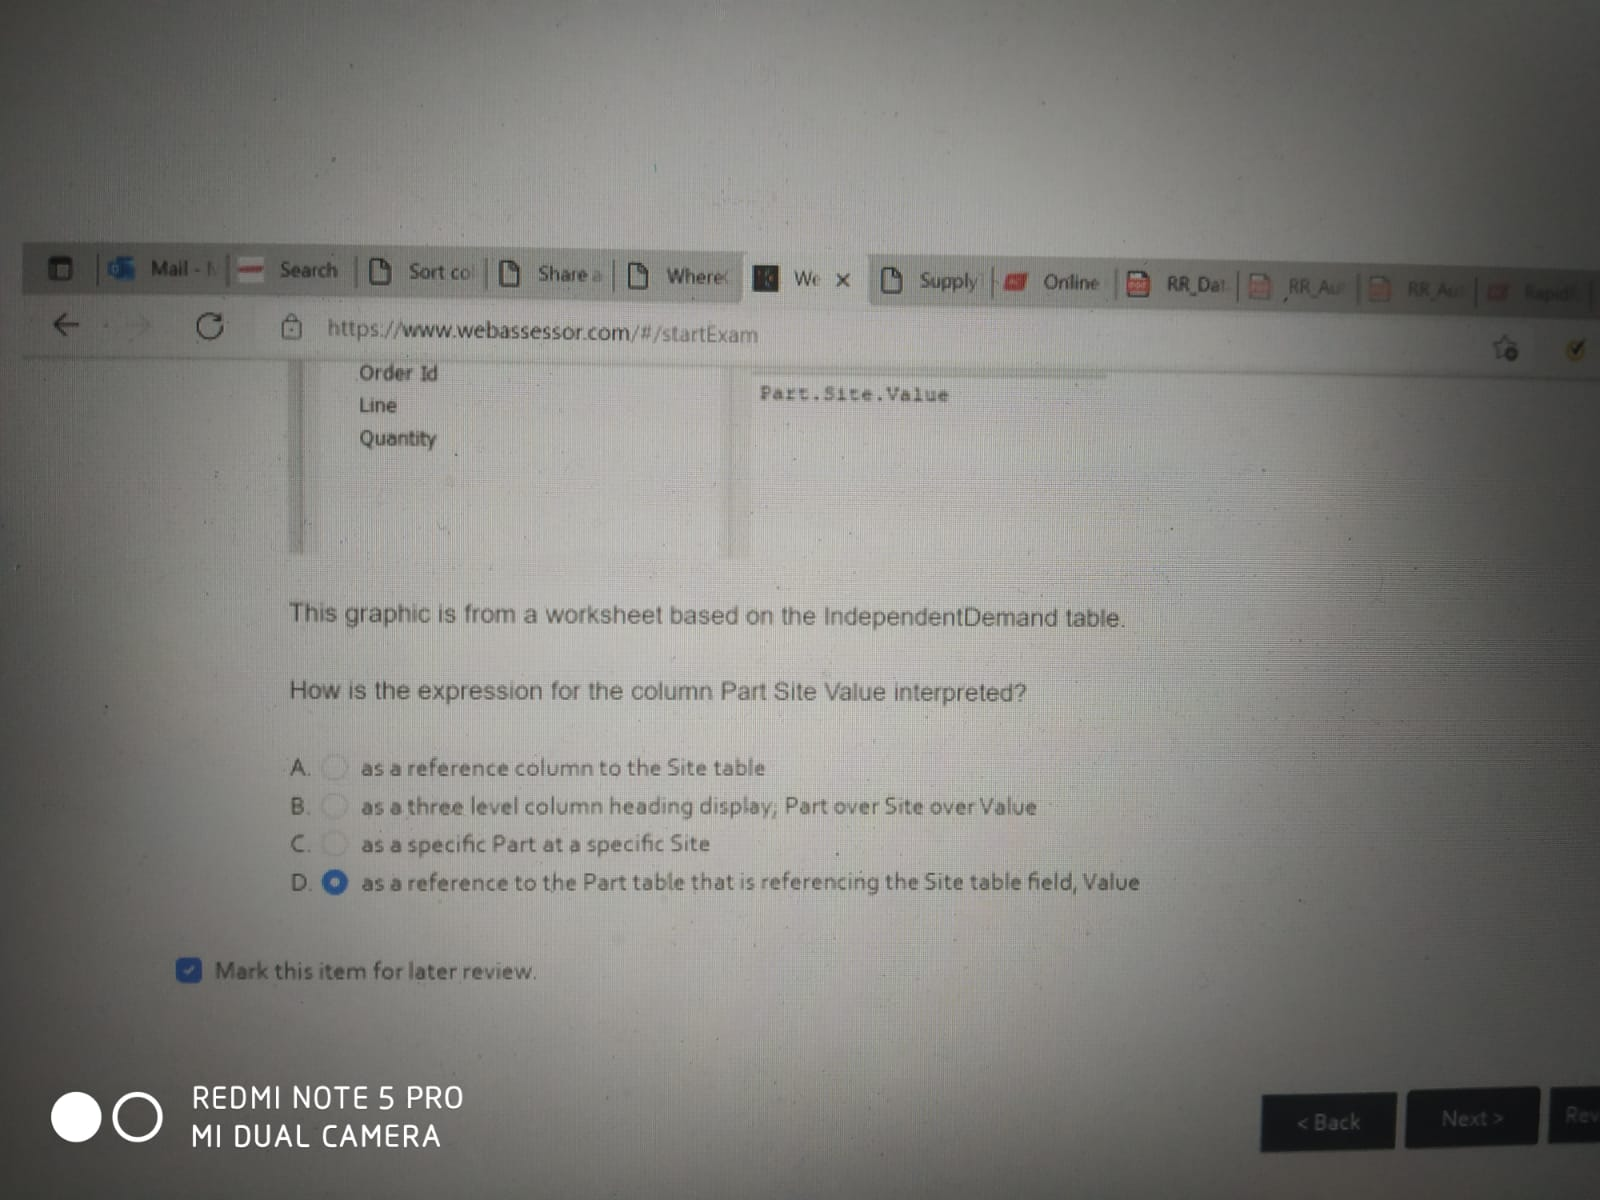 Mail - M
Search
Sort col
Share a
Where
We
Supply
Online
RR_Dat
RR_Au
RR_Au
Rapid
https://www.webassessor.com/#/startExam
Order Id
Line
Quantity
Part.Site.Value
This graphic is from a worksheet based on the IndependentDemand table.
How is the expression for the column Part Site Value interpreted?
A. as a reference column to the Site table
B. as a three level column heading display; Part over Site over Value
C. as a specific Part at a specific Site
D. as a reference to the Part table that is referencing the Site table field, Value
Mark this item for later review.
< Back
Next >
Rev
REDMI NOTE 5 PRO
MI DUAL CAMERA